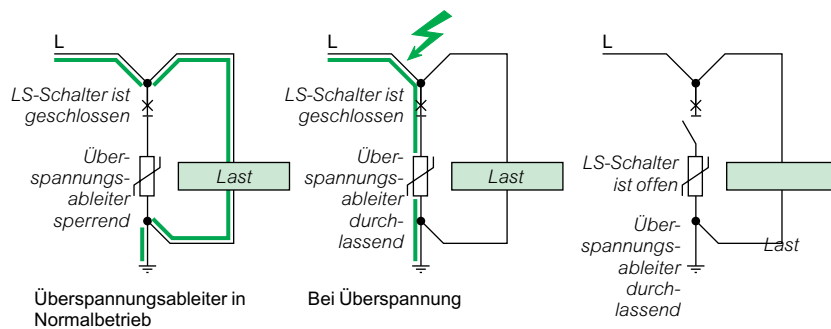 L
LS-Schalter ist
geschlossen
Über-
spannungs-
ableiter
sperrend
Last
Überspannungsableiter in
Normalbetrieb
L
LS-Schalter ist
geschlossen
Über-
spannungs-
ableiter
durch-
lassend
Last
Bei Überspannung
L
LS-Schalter
ist offen
Über-
spannungs-
ableiter
durch-
lassend
Last